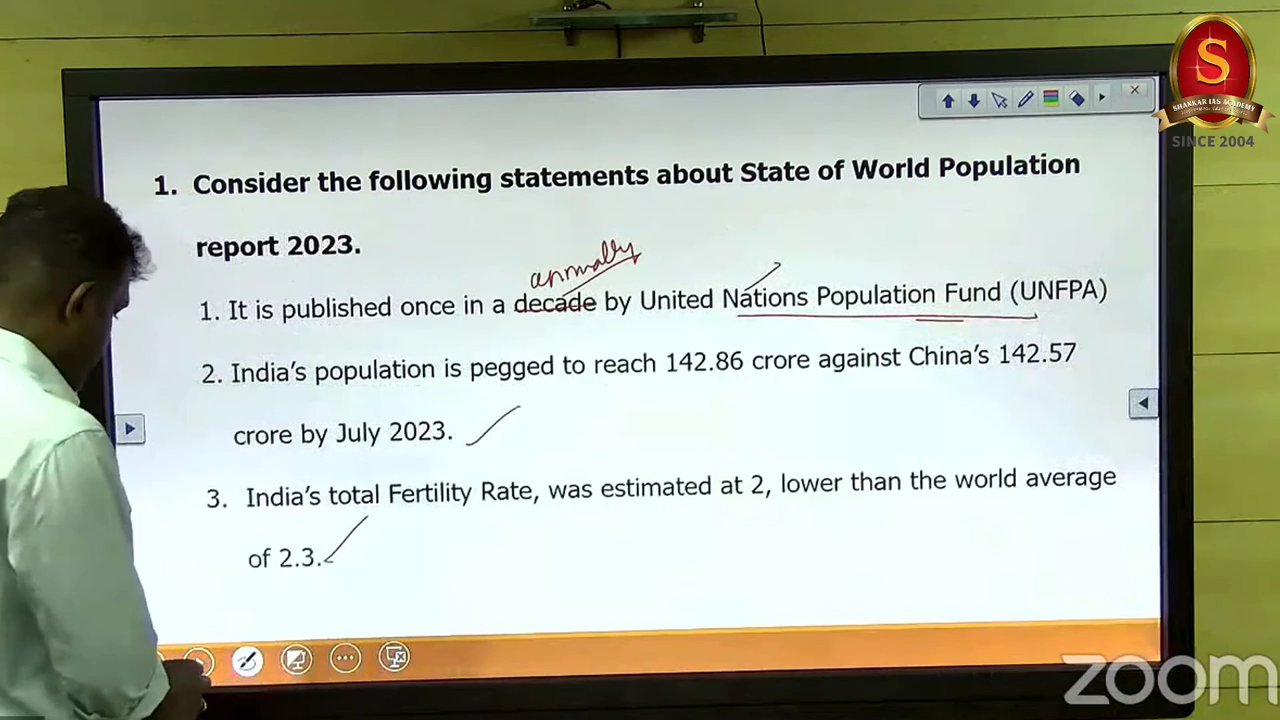 S
SHANKAR IAS ACADEMY
SINCE 2004
1. Consider the following statements about State of World Population
report 2023.
annually
1. It is published once in a decade by United Nations Population Fund (UNFPA)
2. India's population is pegged to reach 142.86 crore against China's 142.57
crore by July 2023.
3. India's total Fertility Rate, was estimated at 2, lower than the world average
of 2.3.
zoom